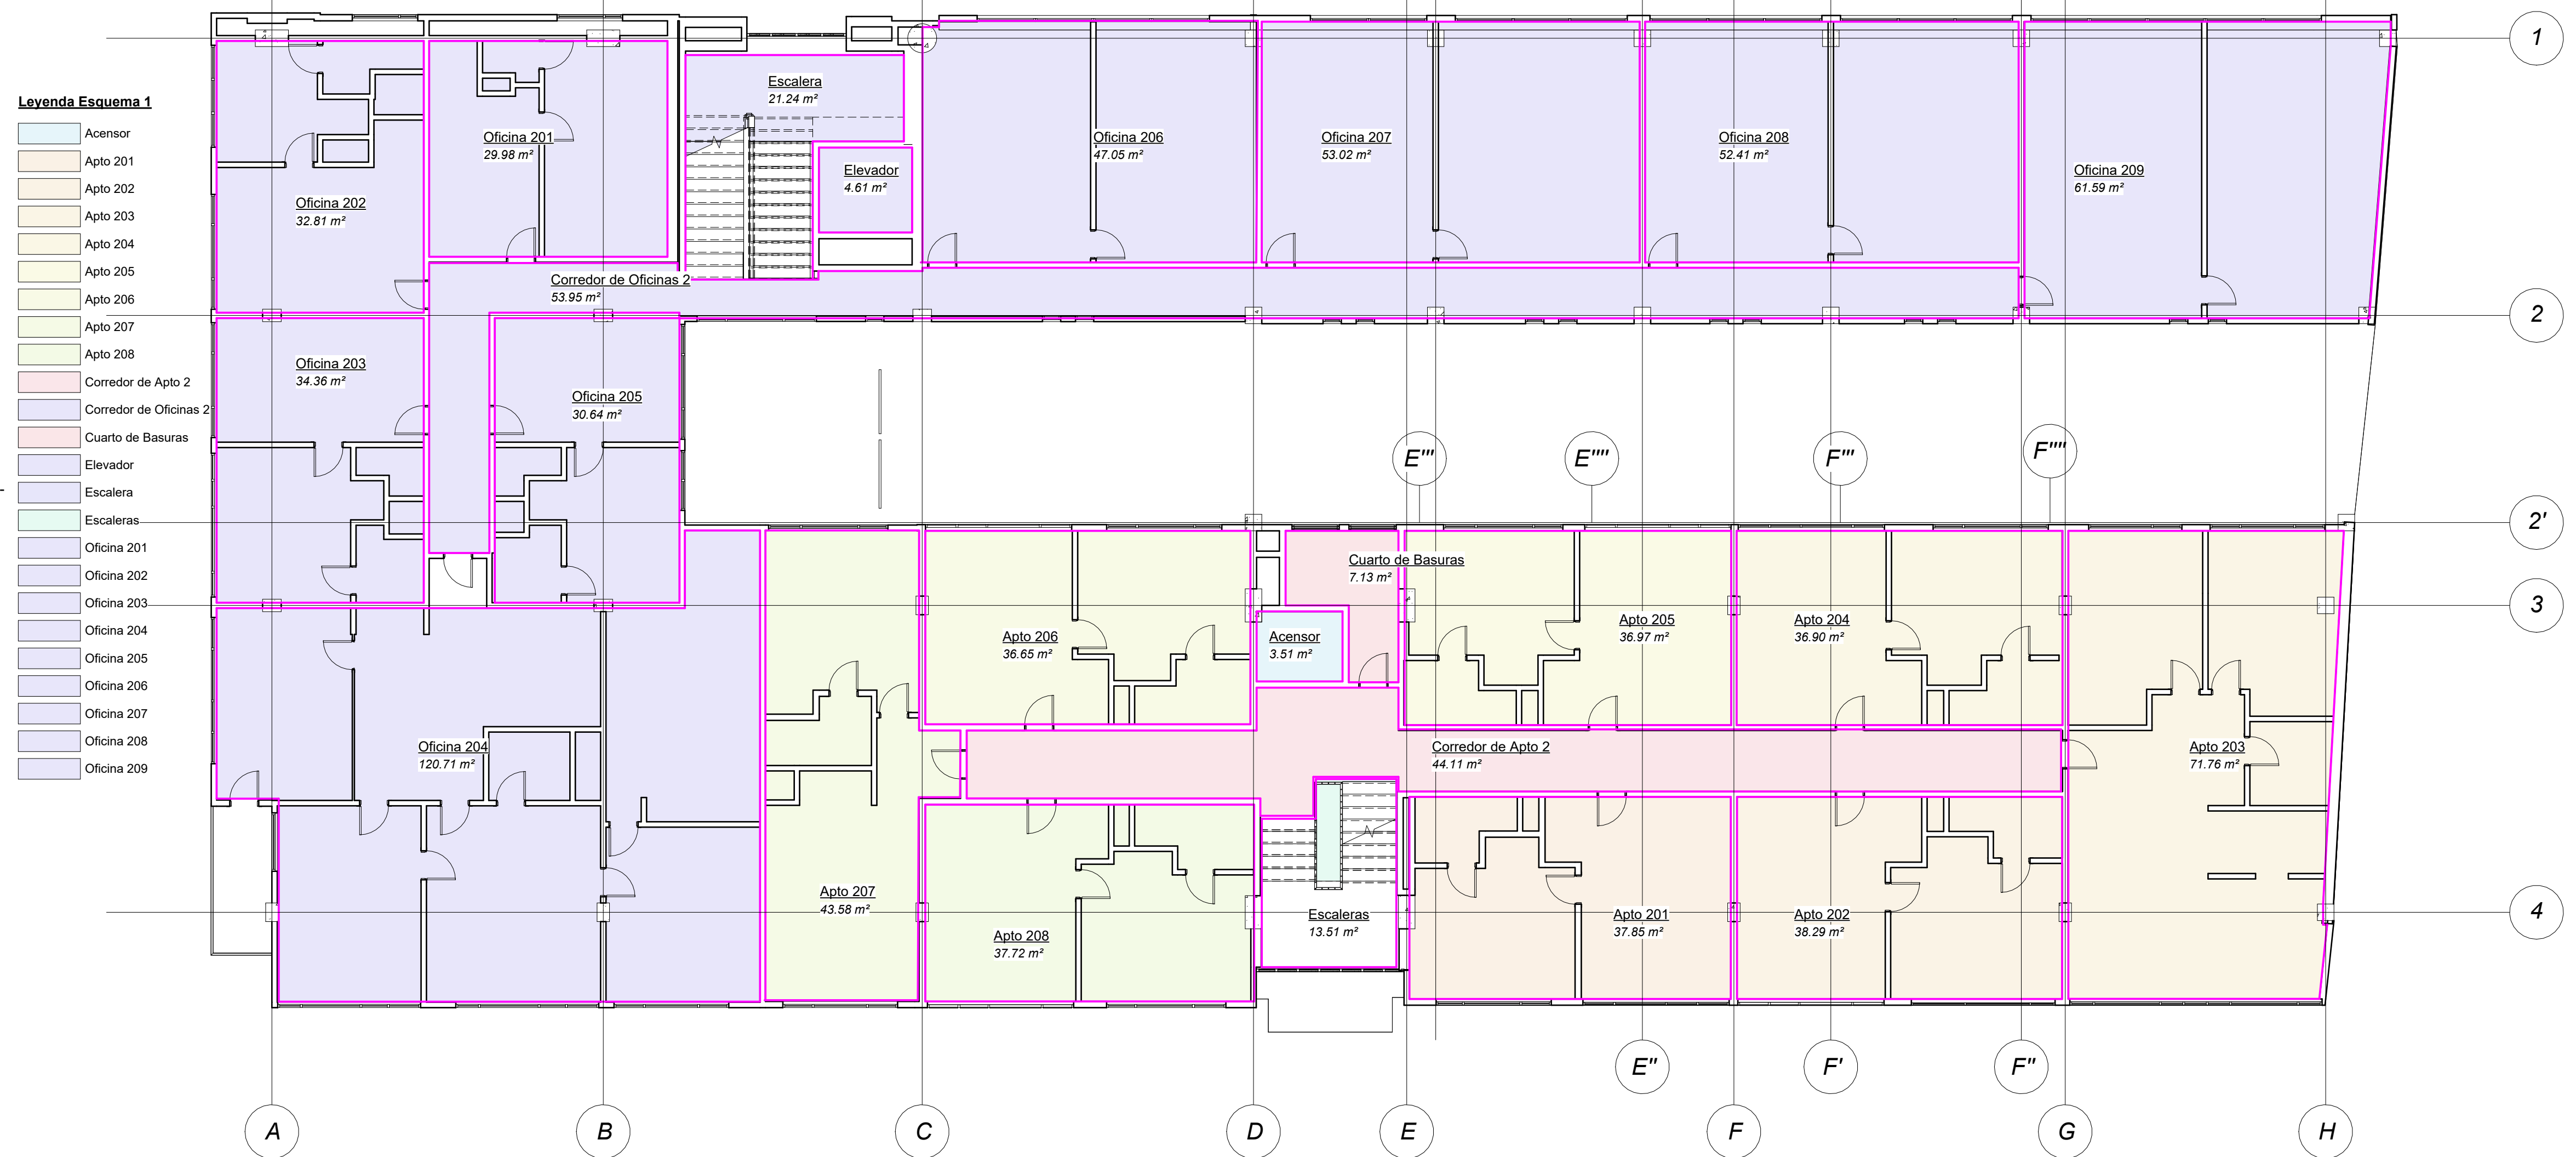 Leyenda Esquema 1
Acensor
Apto 201
Apto 202
Apto 203
Apto 204
Apto 205
Apto 206
Apto 207
Apto 208
Corredor de Apto 2
Corredor de Oficinas 2
Cuarto de Basuras
Elevador
Escalera
Escaleras
Oficina 201
Oficina 202
Oficina 203
Oficina 204
Oficina 205
Oficina 206
Oficina 207
Oficina 208
Oficina 209
Escalera
21.24 m²
Oficina 201
29.98 m²
Oficina 206
47.05 m²
Oficina 207
53.02 m²
Oficina 208
52.41 m²
Oficina 209
61.59 m²
Elevador
4.61 m²
Oficina 202
32.81 m²
Corredor de Oficinas 2
53.95 m²
Oficina 203
34.36 m²
Oficina 205
30.64 m²
Cuarto de Basuras
7.13 m²
Apto 206
36.65 m²
Acensor
3.51 m²
Apto 205
36.97 m²
Apto 204
36.90 m²
Oficina 204
120.71 m²
Corredor de Apto 2
44.11 m²
Apto 203
71.76 m²
Apto 207
43.58 m²
Apto 208
37.72 m²
Escaleras
13.51 m²
Apto 201
37.85 m²
Apto 202
38.29 m²
1
2
E'''
E''''
F'''
F''''
2'
3
4
E''
F'
F''
A
B
C
D
E
F
G
H